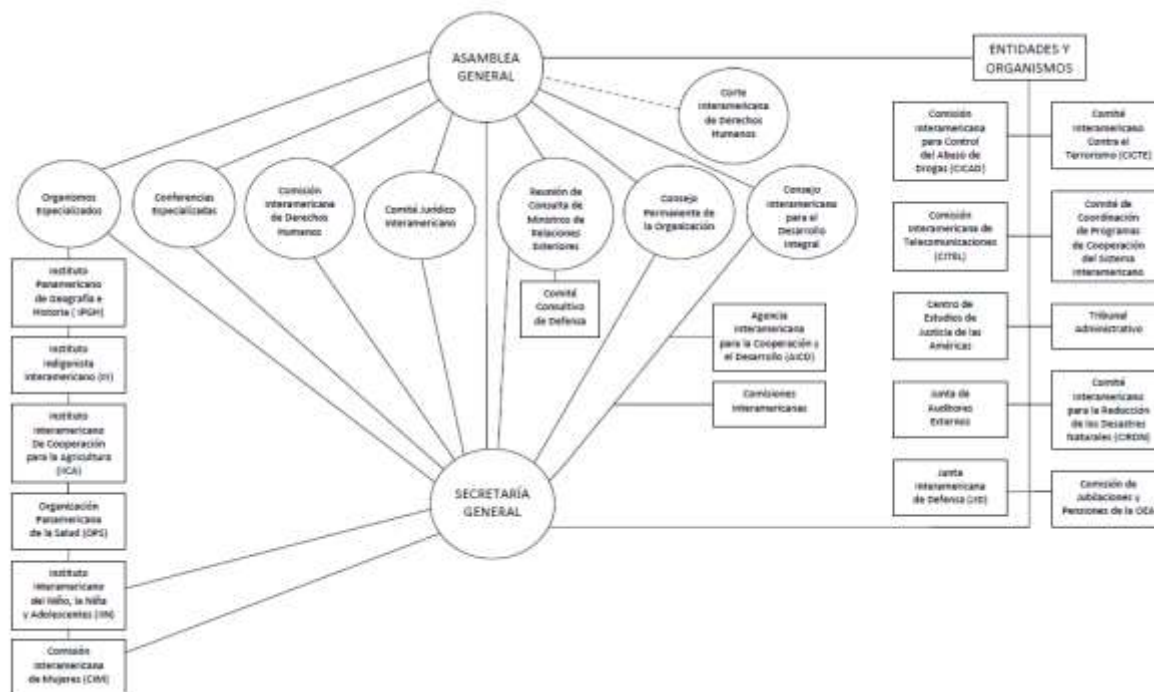 ASAMBLEA
GENERAL
ENTIDADES Y
ORGANISMOS
Corte
Interamericana
de Derechos
Humanos
Organismos
Especializados
Conferencias
Especializadas
Comisión
Interamericana
de Derechos
Humanos
Comité Jurídico
Interamericano
Reunión de
Consulta de
Ministros de
Relaciones
Exteriores
Consejo
Permanente de
la Organización
Consejo
Interamericano
para el
Desarrollo
Integral
Comité
Consultivo
de Defensa
Agencia
Interamericana
para la Cooperación y
el Desarrollo (AICD)
Comisiones
Interamericanas
SECRETARÍA
GENERAL
Instituto
Panamericano
de Geografía e
Historia ( IPGH)
Instituto
Indigenista
Interamericano (III)
Instituto
Interamericano
De Cooperación
para la Agricultura
(IICA)
Organización
Panamericana
de la Salud (OPS)
Instituto
Interamericano
del Niño, la Niña
y Adolescentes (IIN)
Comisión
Interamericana
de Mujeres (CIM)
Comisión
Interamericana
para Control
del Abuso de
Drogas (CICAD)
Comité
Interamericano
Contra el
Terrorismo (CICTE)
Comisión
Interamericana de
Telecomunicaciones
(CITEL)
Comité de
Coordinación
de Programas
de Cooperación
del Sistema
Interamericano
Centro de
Estudios de
Justicia de las
Américas
Tribunal
administrativo
Junta de
Auditores
Externos
Comité
Interamericano
para la Reducción
de los Desastres
Naturales (CIRDN)
Junta
Interamericana
de Defensa (JID)
Comisión de
Jubilaciones y
Pensiones de la OEA